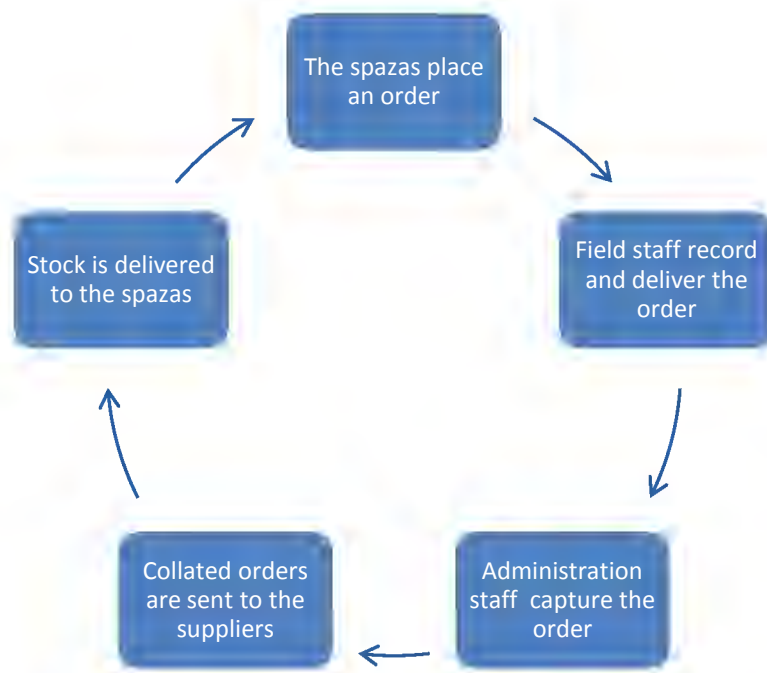 The spazas place
an order
Field staff record
and deliver the
order
Administration
staff capture the
order
Collated orders
are sent to the
suppliers
Stock is delivered
to the spazas